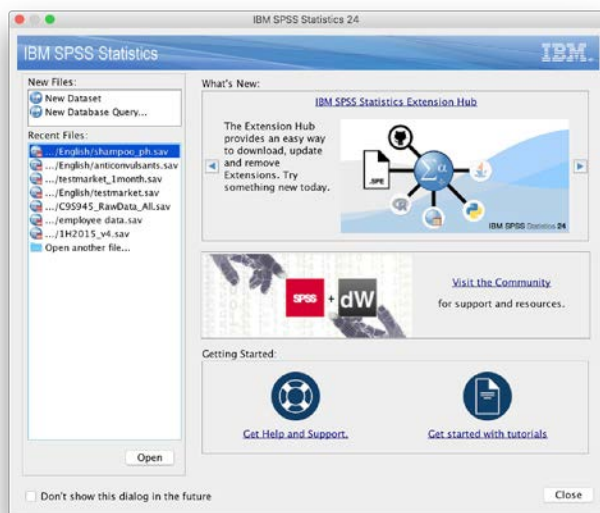 IBM SPSS Statistics 24
IBM SPSS Statistics
IBM.
New Files:
New Dataset
New Database Query...
Recent Files:
.../English/shampoo_ph.sav
.../English/anticonvulsants.sav
.../testmarket_1month.sav
.../English/testmarket.sav
.../C9S945_RawData_All.sav
.../employee data.sav
.../1H2015_v4.sav
Open another file...
Open
What's New:
IBM SPSS Statistics Extension Hub
The Extension Hub
provides an easy way
to download, update
and remove
Extensions. Try
something new today.
.SPE
Σα
R
IBM SPSS Statistics 24
SPSS + dW
Visit the Community
for support and resources.
Getting Started:
Get Help and Support.
Get started with tutorials
Don't show this dialog in the future
Close